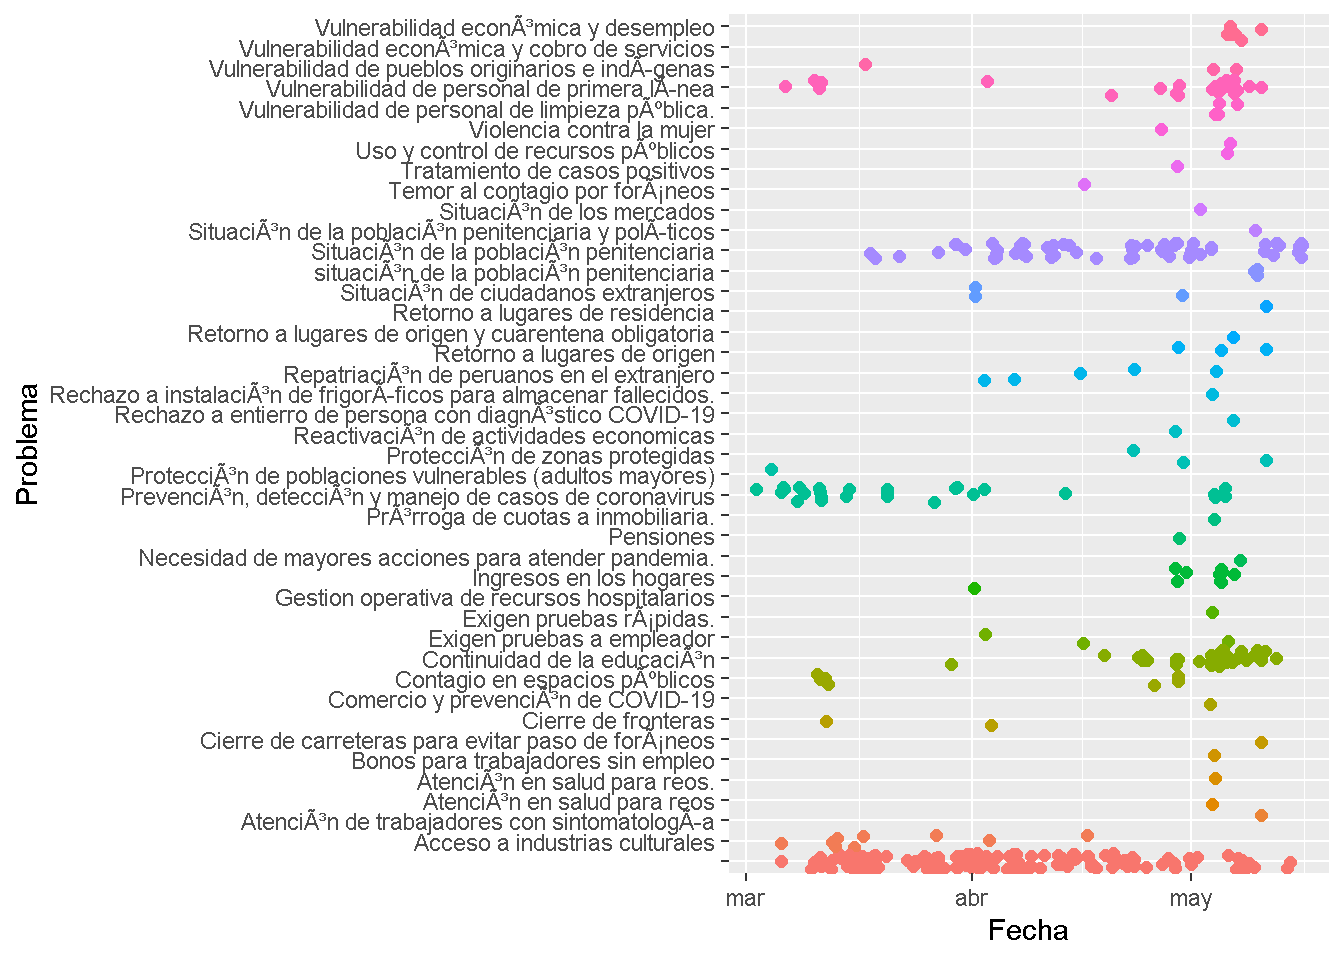 Vulnerabilidad econÃ³mica y desempleo
Vulnerabilidad econÃ³mica y cobro de servicios
Vulnerabilidad de pueblos originarios e indÃ-genas
Vulnerabilidad de personal de primera lÃ-nea
Vulnerabilidad de personal de limpieza pÃºblica.
Violencia contra la mujer
Uso y control de recursos pÃºblicos
Tratamiento de casos positivos
Temor al contagio por forÃ¡neos
SituaciÃ³n de los mercados
SituaciÃ³n de la poblaciÃ³n penitenciaria y polÃ-ticos
SituaciÃ³n de la poblaciÃ³n penitenciaria
situaciÃ³n de la poblaciÃ³n penitenciaria
SituaciÃ³n de ciudadanos extranjeros
Retorno a lugares de residencia
Retorno a lugares de origen y cuarentena obligatoria
Retorno a lugares de origen
RepatriaciÃ³n de peruanos en el extranjero
Rechazo a instalaciÃ³n de frigorÃ-ficos para almacenar fallecidos.
Rechazo a entierro de persona con diagnÃ³stico COVID-19
ReactivaciÃ³n de actividades economicas
ProtecciÃ³n de zonas protegidas
ProtecciÃ³n de poblaciones vulnerables (adultos mayores)
PrevenciÃ³n, detecciÃ³n y manejo de casos de coronavirus
PrÃ³rroga de cuotas a inmobiliaria.
Pensiones
Necesidad de mayores acciones para atender pandemia.
Ingresos en los hogares
Gestion operativa de recursos hospitalarios
Exigen pruebas rÃ¡pidas.
Exigen pruebas a empleador
Continuidad de la educaciÃ³n
Contagio en espacios pÃºblicos
Comercio y prevenciÃ³n de COVID-19
Cierre de fronteras
Cierre de carreteras para evitar paso de forÃ¡neos
Bonos para trabajadores sin empleo
AtenciÃ³n en salud para reos.
AtenciÃ³n en salud para reos
AtenciÃ³n de trabajadores con sintomatologÃ-a
Acceso a industrias culturales
Problema
mar abr may
Fecha